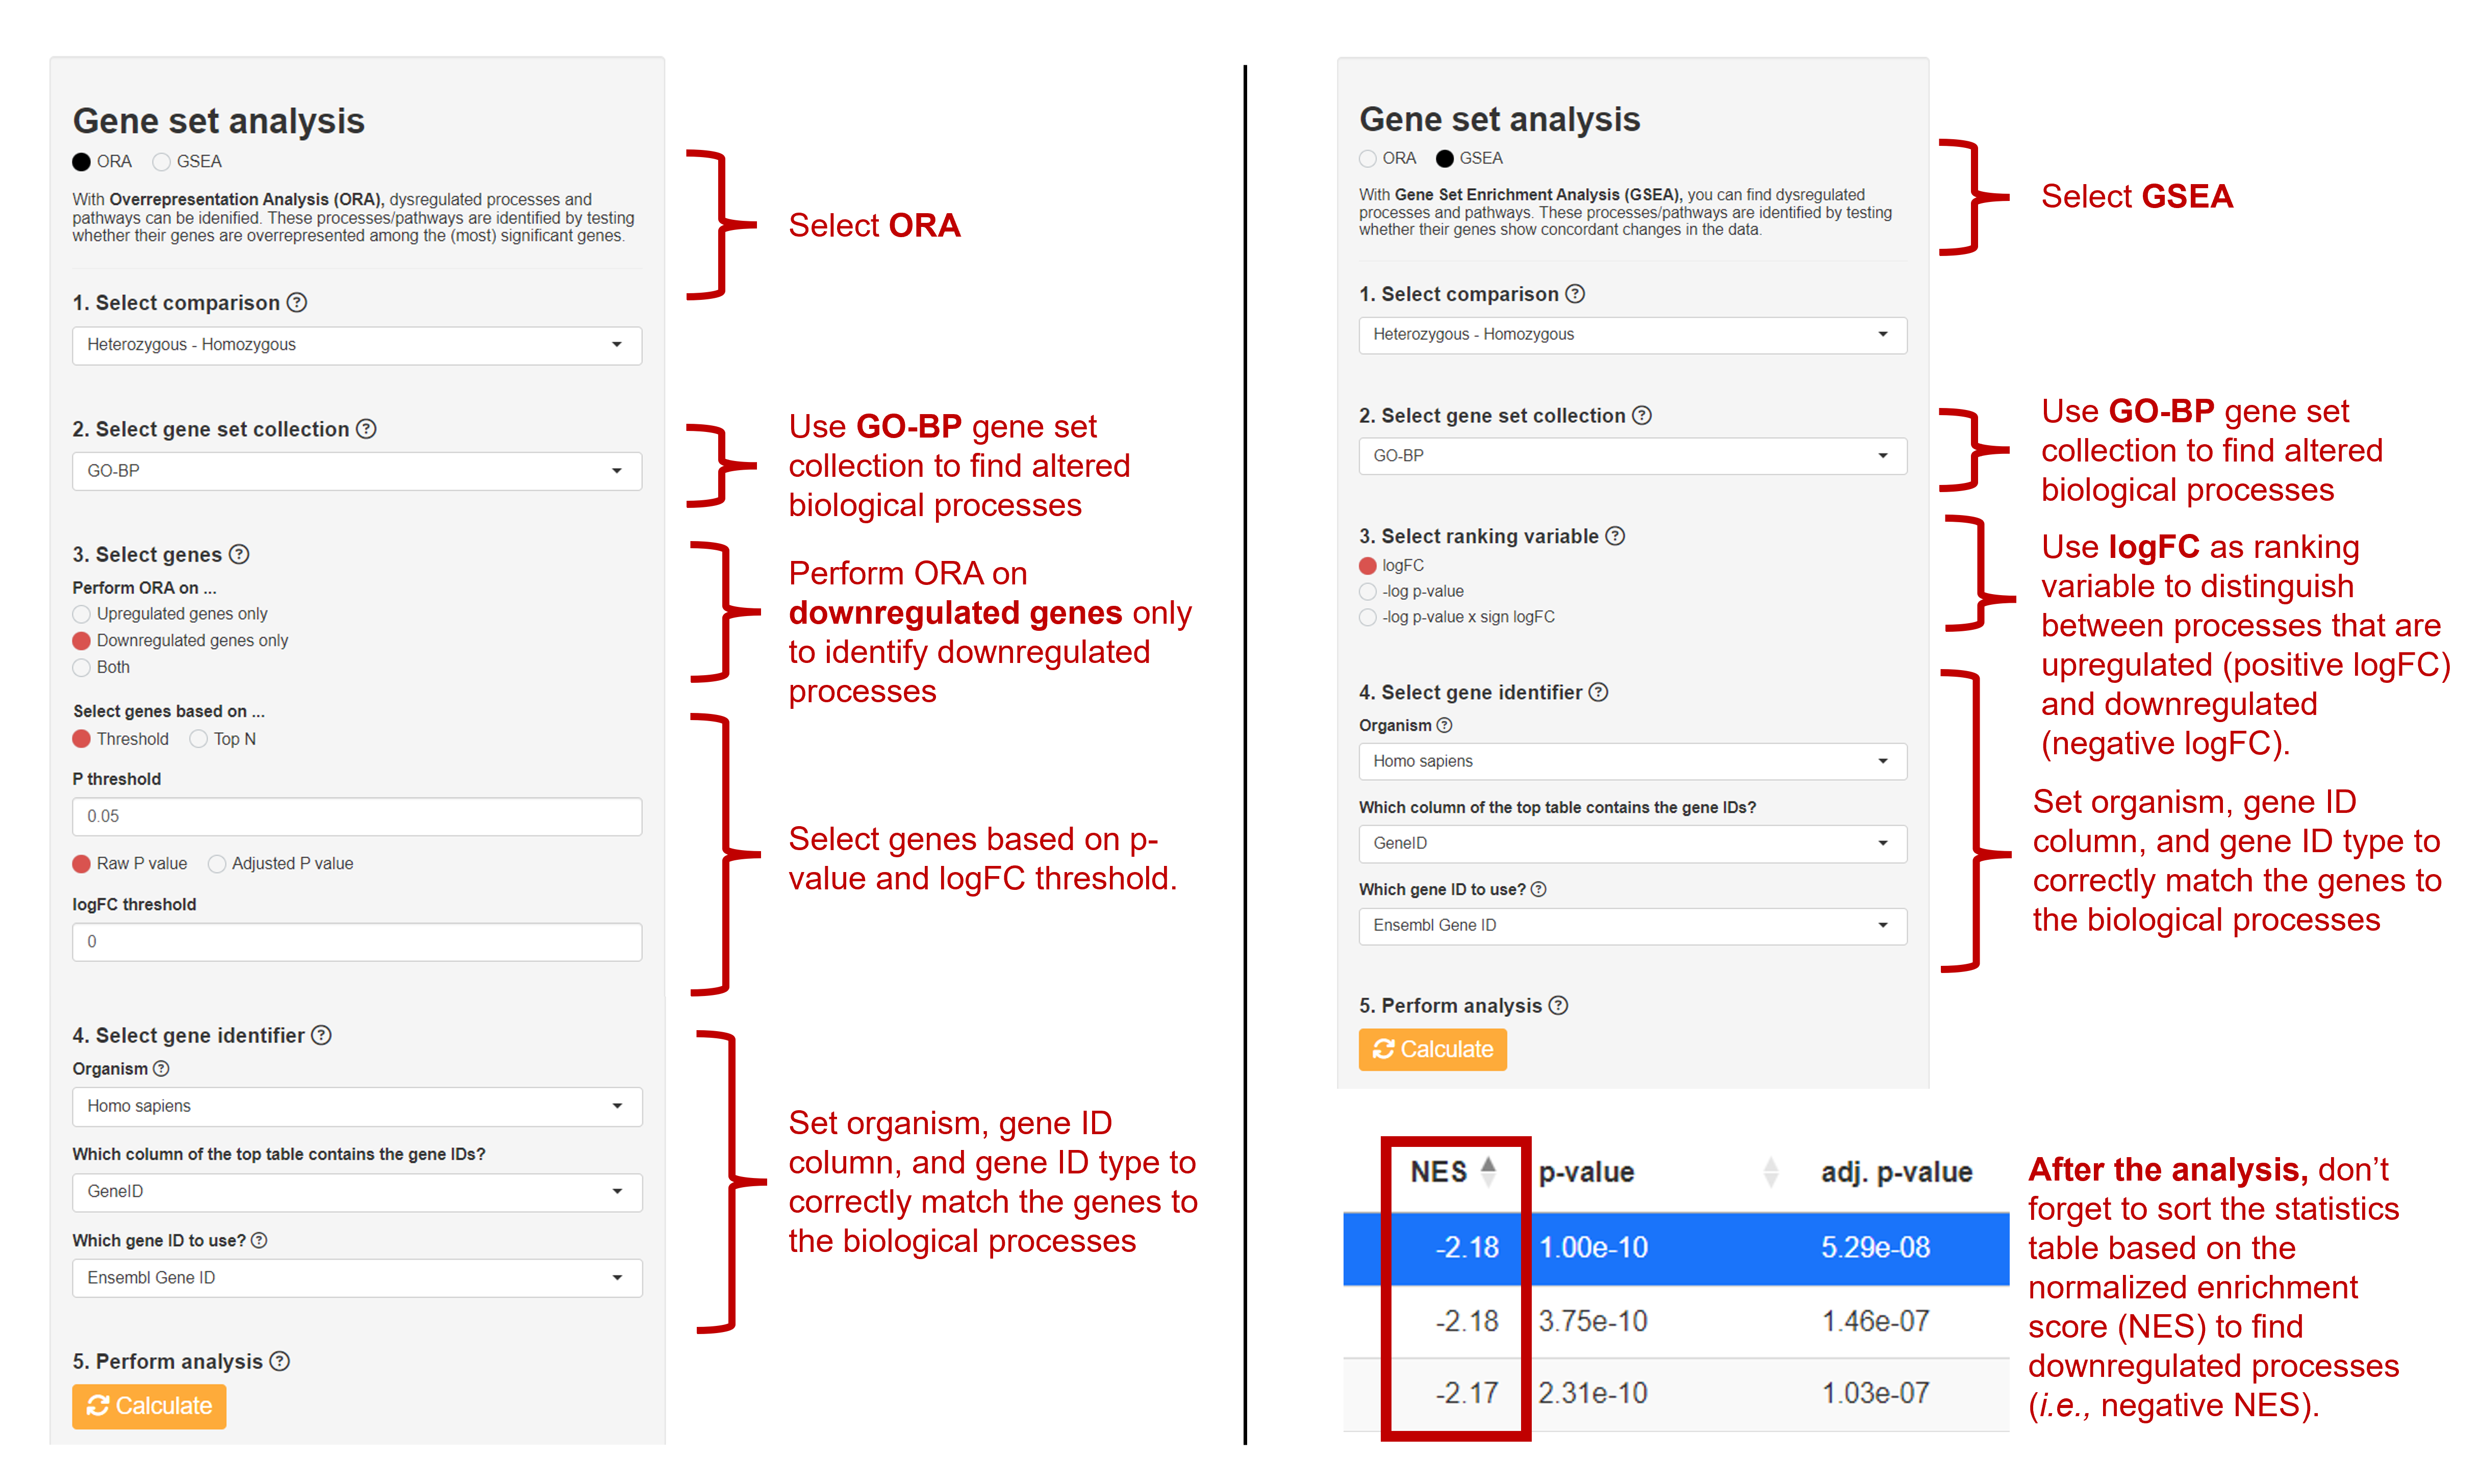 Gene set analysis
ORA GSEA
With Overrepresentation Analysis (ORA), dysregulated processes and
pathways can be idenified. These processes/pathways are identified by testing
whether their genes are overrepresented among the (most) significant genes.
1. Select comparison ?
Heterozygous - Homozygous
2. Select gene set collection ?
GO-BP
3. Select genes ?
Perform ORA on ...
Upregulated genes only
Downregulated genes only
Both
Select genes based on ...
Threshold Top N
P threshold
0.05
Raw P value Adjusted P value
logFC threshold
0
4. Select gene identifier ?
Organism ?
Homo sapiens
Which column of the top table contains the gene IDs?
GeneID
Which gene ID to use? ?
Ensembl Gene ID
5. Perform analysis ?
Calculate
Select ORA
Use GO-BP gene set
collection to find altered
biological processes
Perform ORA on
downregulated genes only
to identify downregulated
processes
Select genes based on p-
value and logFC threshold.
Set organism, gene ID
column, and gene ID type to
correctly match the genes to
the biological processes
Gene set analysis
ORA GSEA
With Gene Set Enrichment Analysis (GSEA), you can find dysregulated
processes and pathways. These processes/pathways are identified by testing
whether their genes show concordant changes in the data.
1. Select comparison ?
Heterozygous - Homozygous
2. Select gene set collection ?
GO-BP
3. Select ranking variable ?
logFC
-log p-value
-log p-value x sign logFC
4. Select gene identifier ?
Organism ?
Homo sapiens
Which column of the top table contains the gene IDs?
GeneID
Which gene ID to use? ?
Ensembl Gene ID
5. Perform analysis ?
Calculate
Select GSEA
Use GO-BP gene set
collection to find altered
biological processes
Use logFC as ranking
variable to distinguish
between processes that are
upregulated (positive logFC)
and downregulated
(negative logFC).
Set organism, gene ID
column, and gene ID type to
correctly match the genes to
the biological processes
NES p-value adj. p-value
-2.18 1.00e-10 5.29e-08
-2.18 3.75e-10 1.46e-07
-2.17 2.31e-10 1.03e-07
After the analysis, don't
forget to sort the statistics
table based on the
normalized enrichment
score (NES) to find
downregulated processes
(i.e., negative NES).